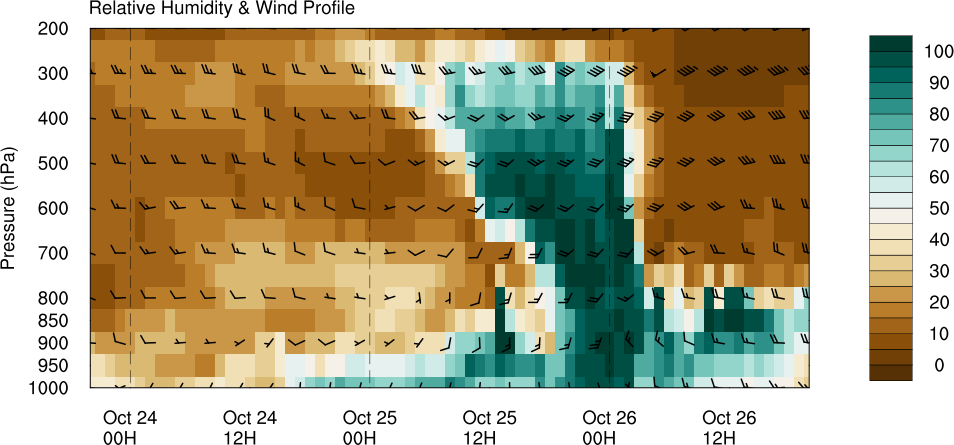 Relative Humidity & Wind Profile
Pressure (hPa)
200
300
400
500
600
700
800
850
900
950
1000
Oct 24
00H
Oct 24
12H
Oct 25
00H
Oct 25
12H
Oct 26
00H
Oct 26
12H
100
90
80
70
60
50
40
30
20
10
0